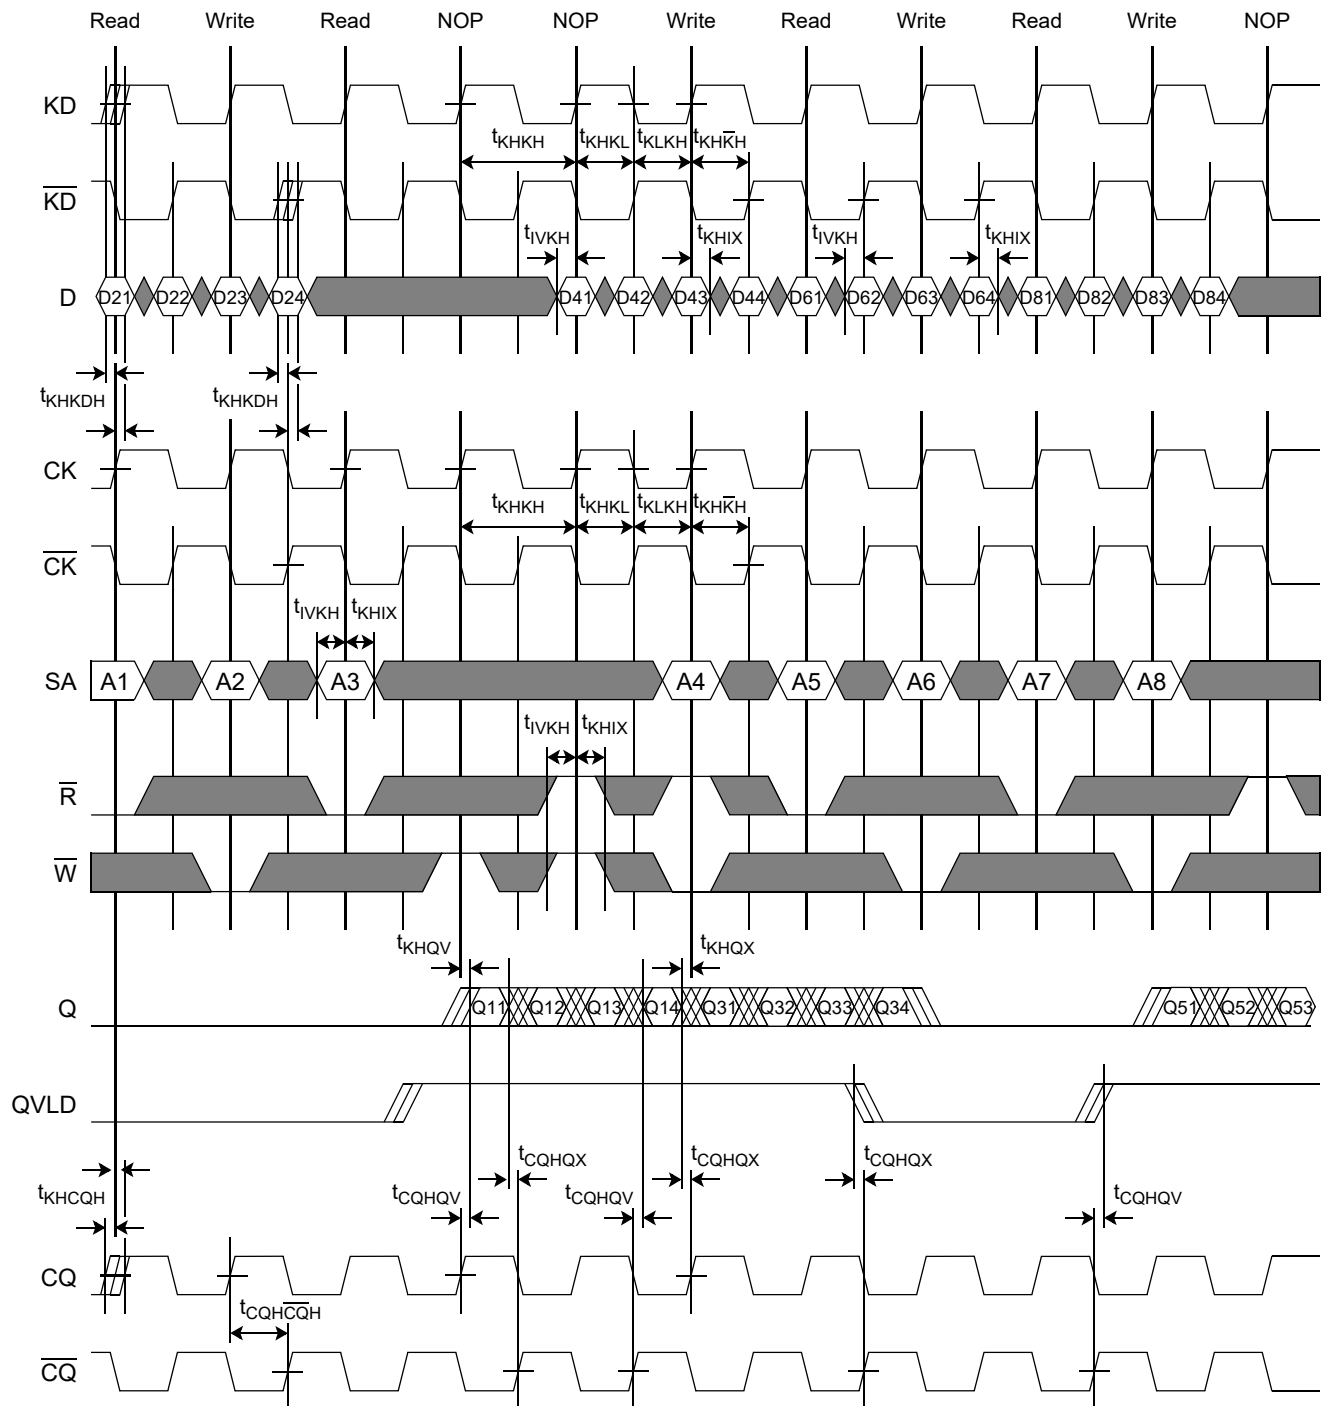 Read Write Read NOP NOP Write Read Write Read Write NOP
KD
tKHKH tKHKL tKLKH tKHK̅H
K̅D̅
tIVKH tKHIX tIVKH tKHIX
D D21 D22 D23 D24 D41 D42 D43 D44 D61 D62 D63 D64 D81 D82 D83 D84
tKHKDH tKHKDH
CK
tKHKH tKHKL tKLKH tKHK̅H
C̅K̅
tIVKH tKHIX
SA A1 A2 A3 A4 A5 A6 A7 A8
tIVKH tKHIX
R̅
W̅
tKHQV tKHQX
Q Q11 Q12 Q13 Q14 Q31 Q32 Q33 Q34 Q51 Q52 Q53
QVLD
tCQHQX tCQHQX tCQHQX
tKHCQH tCQHQV tCQHQV tCQHQV
CQ
tCQHC̅Q̅H
C̅Q̅